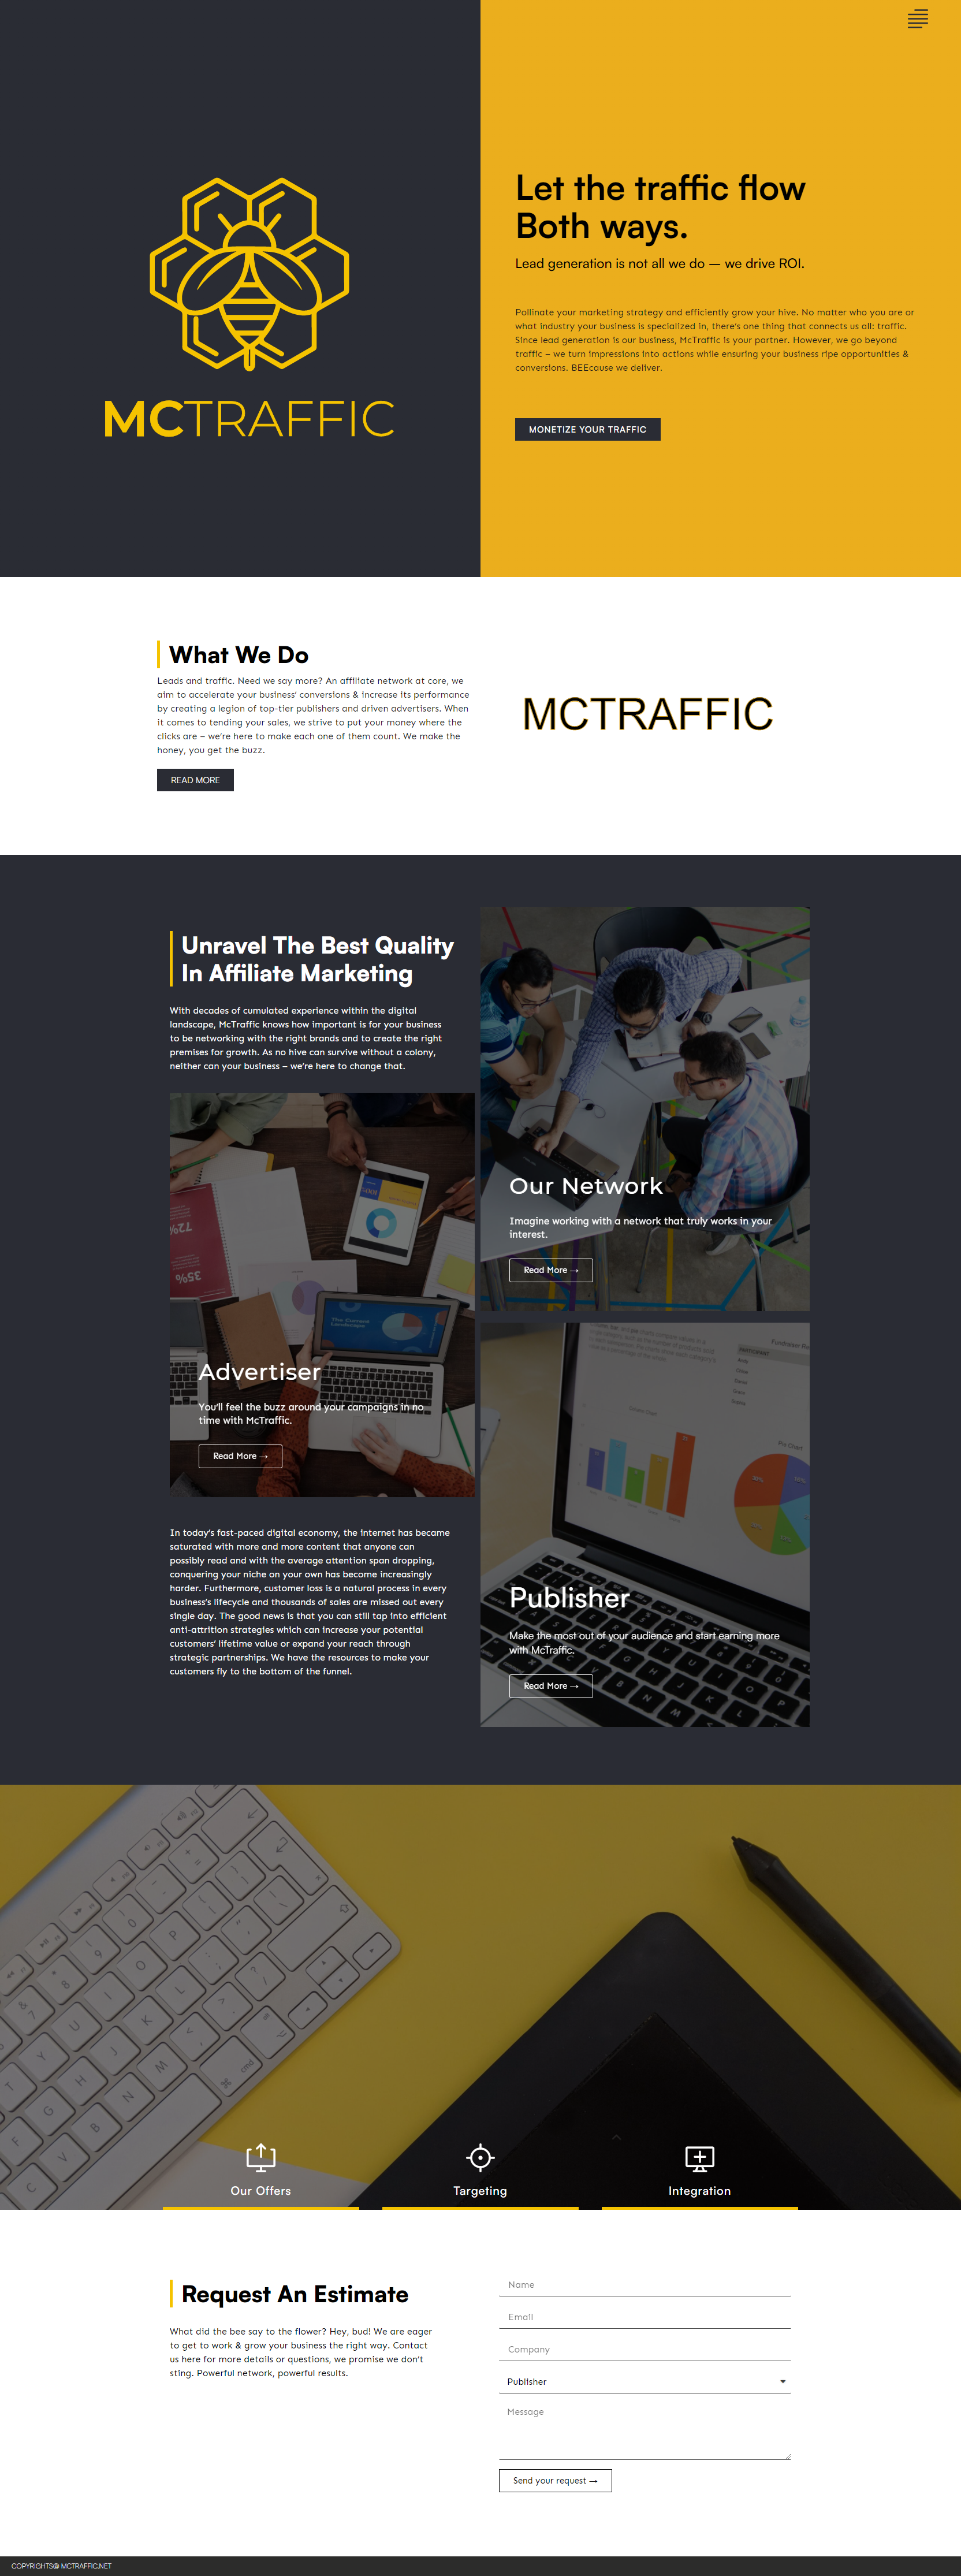 MCTRAFFIC
Let the traffic flow
Both ways.
Lead generation is not all we do — we drive ROI.
Pollinate your marketing strategy and efficiently grow your hive. No matter who you are or
what industry your business is specialized in, there's one thing that connects us all: traffic.
Since lead generation is our business, McTraffic is your partner. However, we go beyond
traffic – we turn impressions into actions while ensuring your business ripe opportunities &
conversions. BEEcause we deliver.
MONETIZE YOUR TRAFFIC
What We Do
Leads and traffic. Need we say more? An affiliate network at core, we
aim to accelerate your business' conversions & increase its performance
by creating a legion of top-tier publishers and driven advertisers. When
it comes to tending your sales, we strive to put your money where the
clicks are – we're here to make each one of them count. We make the
honey, you get the buzz.
READ MORE
MCTRAFFIC
Unravel The Best Quality
In Affiliate Marketing
With decades of cumulated experience within the digital
landscape, McTraffic knows how important is for your business
to be networking with the right brands and to create the right
premises for growth. As no hive can survive without a colony,
neither can your business – we're here to change that.
Our Network
Imagine working with a network that truly works in your
interest.
Read More →
72%
35%
The Current
Landscape
Advertiser
You'll feel the buzz around your campaigns in no
time with McTraffic.
Read More →
In today's fast-paced digital economy, the internet has became
saturated with more and more content that anyone can
possibly read and with the average attention span dropping,
conquering your niche on your own has become increasingly
harder. Furthermore, customer loss is a natural process in every
business's lifecycle and thousands of sales are missed out every
single day. The good news is that you can still tap into efficient
anti-attrition strategies which can increase your potential
customers' lifetime value or expand your reach through
strategic partnerships. We have the resources to make your
customers fly to the bottom of the funnel.
Pie Chart
Publisher
Make the most out of your audience and start earning more
with McTraffic.
Read More →
Our Offers
Targeting
Integration
Request An Estimate
What did the bee say to the flower? Hey, bud! We are eager
to get to work & grow your business the right way. Contact
us here for more details or questions, we promise we don't
sting. Powerful network, powerful results.
Name
Email
Company
Publisher
Message
Send your request →
COPYRIGHTS@ MCTRAFFIC.NET